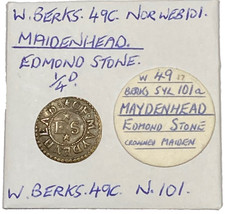 W. BERKS. 49C. NORWEB 101.
MAIDENHEAD.
EDMOND STONE.
¼D.
W 49
BERKS SYL 101a
MAYDENHEAD
EDMOND STONE
CROWNED MAIDEN
E S
W. BERKS. 49C. N. 101.